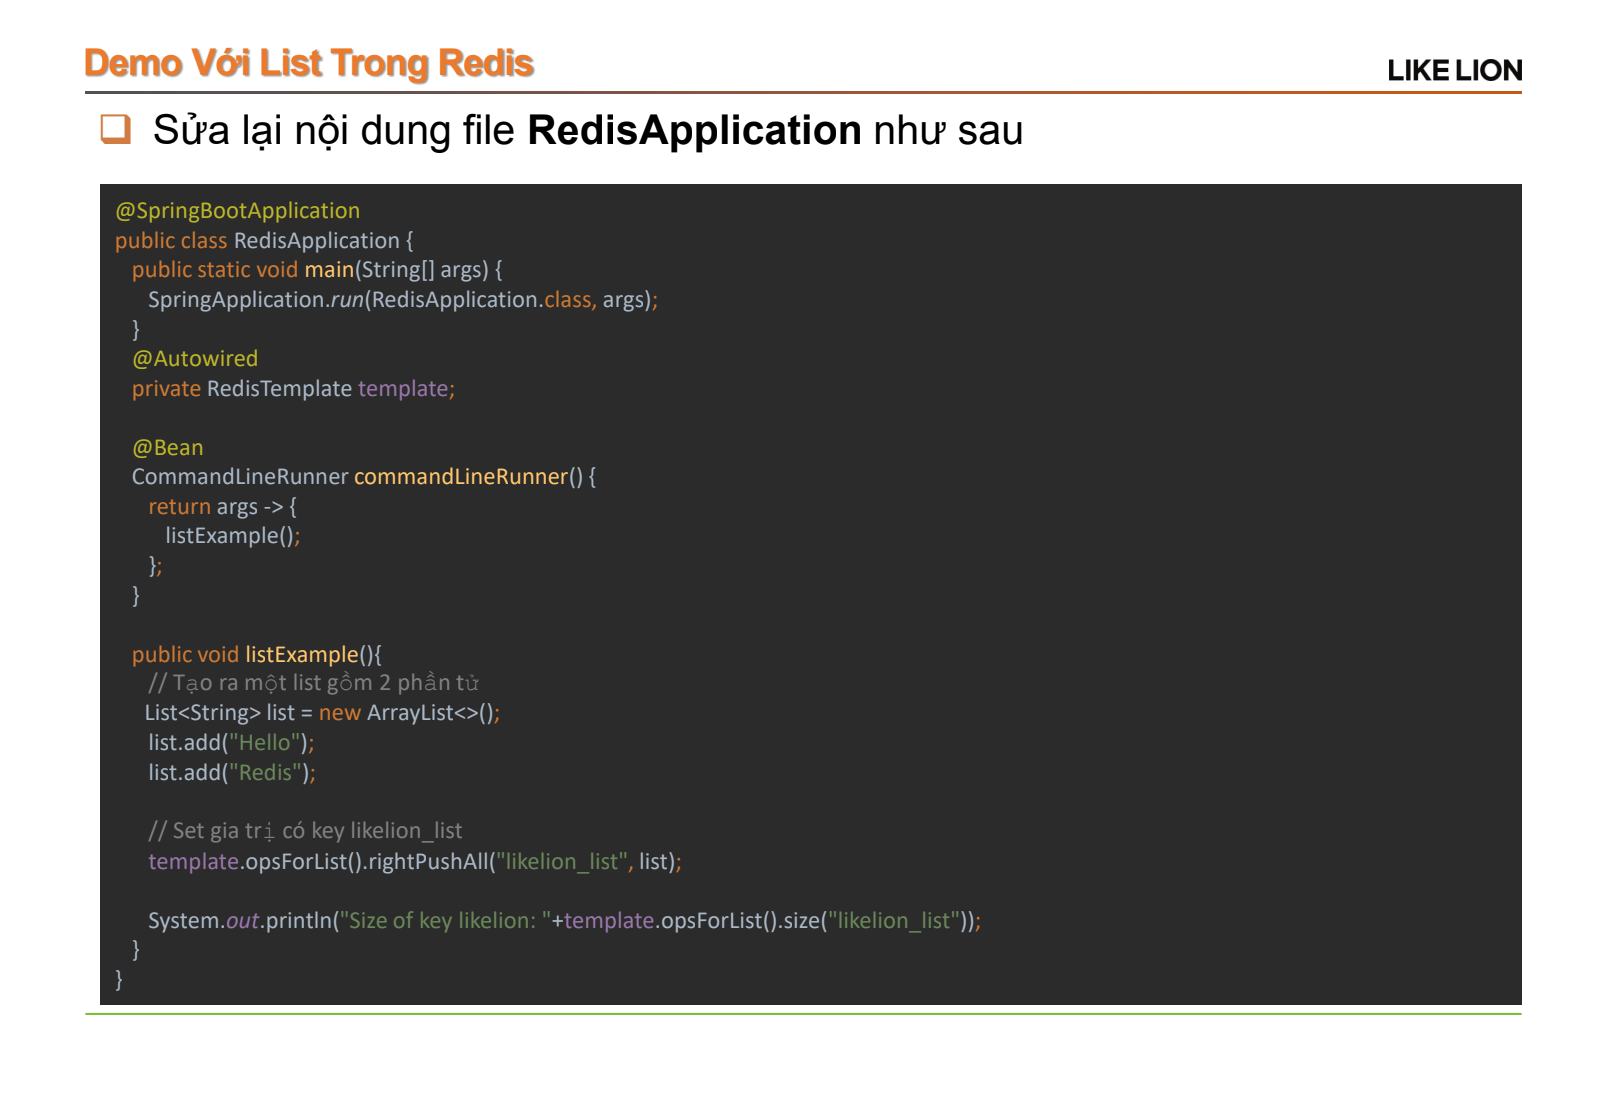 Demo Với List Trong Redis
LIKE LION
Sửa lại nội dung file RedisApplication như sau
@SpringBootApplication
public class RedisApplication {
public static void main(String[] args) {
SpringApplication.run(RedisApplication.class, args);
}
@Autowired
private RedisTemplate template;
@Bean
CommandLineRunner commandLineRunner() {
return args -> {
listExample();
};
}
public void listExample(){
// Tạo ra một list gồm 2 phần tử
List<String> list = new ArrayList<>();
list.add("Hello");
list.add("Redis");
// Set gia trị có key likelion_list
template.opsForList().rightPushAll("likelion_list", list);
System.out.println("Size of key likelion: "+template.opsForList().size("likelion_list"));
}
}